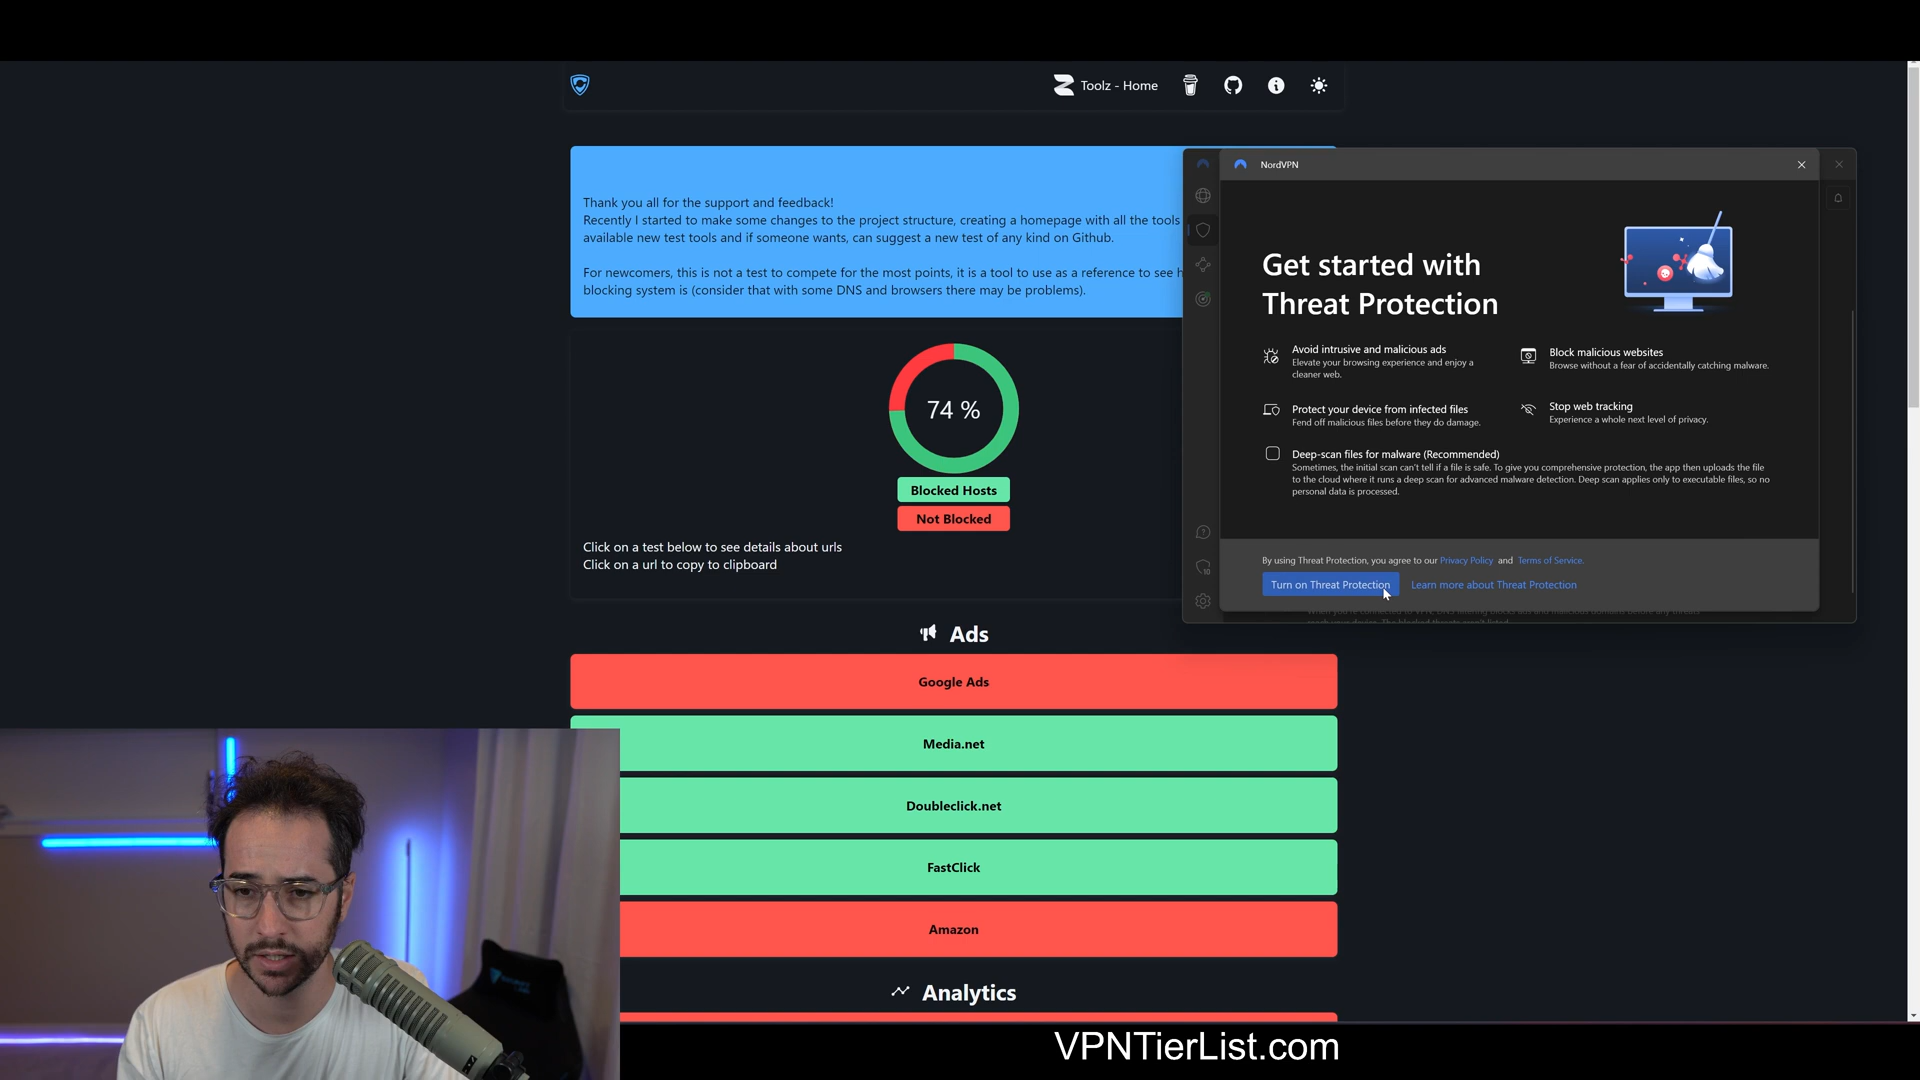 Toolz - Home
Thank you all for the support and feedback!
Recently I started to make some changes to the project structure, creating a homepage with all the tools
available new test tools and if someone wants, can suggest a new test of any kind on Github.
For newcomers, this is not a test to compete for the most points, it is a tool to use as a reference to see h
blocking system is (consider that with some DNS and browsers there may be problems).
74 %
Blocked Hosts
Not Blocked
Click on a test below to see details about urls
Click on a url to copy to clipboard
Ads
Google Ads
Media.net
Doubleclick.net
FastClick
Amazon
Analytics
NordVPN
Get started with
Threat Protection
Avoid intrusive and malicious ads
Elevate your browsing experience and enjoy a
cleaner web.
Block malicious websites
Browse without a fear of accidentally catching malware.
Protect your device from infected files
Fend off malicious files before they do damage.
Stop web tracking
Experience a whole next level of privacy.
Deep-scan files for malware (Recommended)
Sometimes, the initial scan can't tell if a file is safe. To give you comprehensive protection, the app then uploads the file
to the cloud where it runs a deep scan for advanced malware detection. Deep scan applies only to executable files, so no
personal data is processed.
By using Threat Protection, you agree to our Privacy Policy and Terms of Service.
Turn on Threat Protection
Learn more about Threat Protection
VPNTierList.com